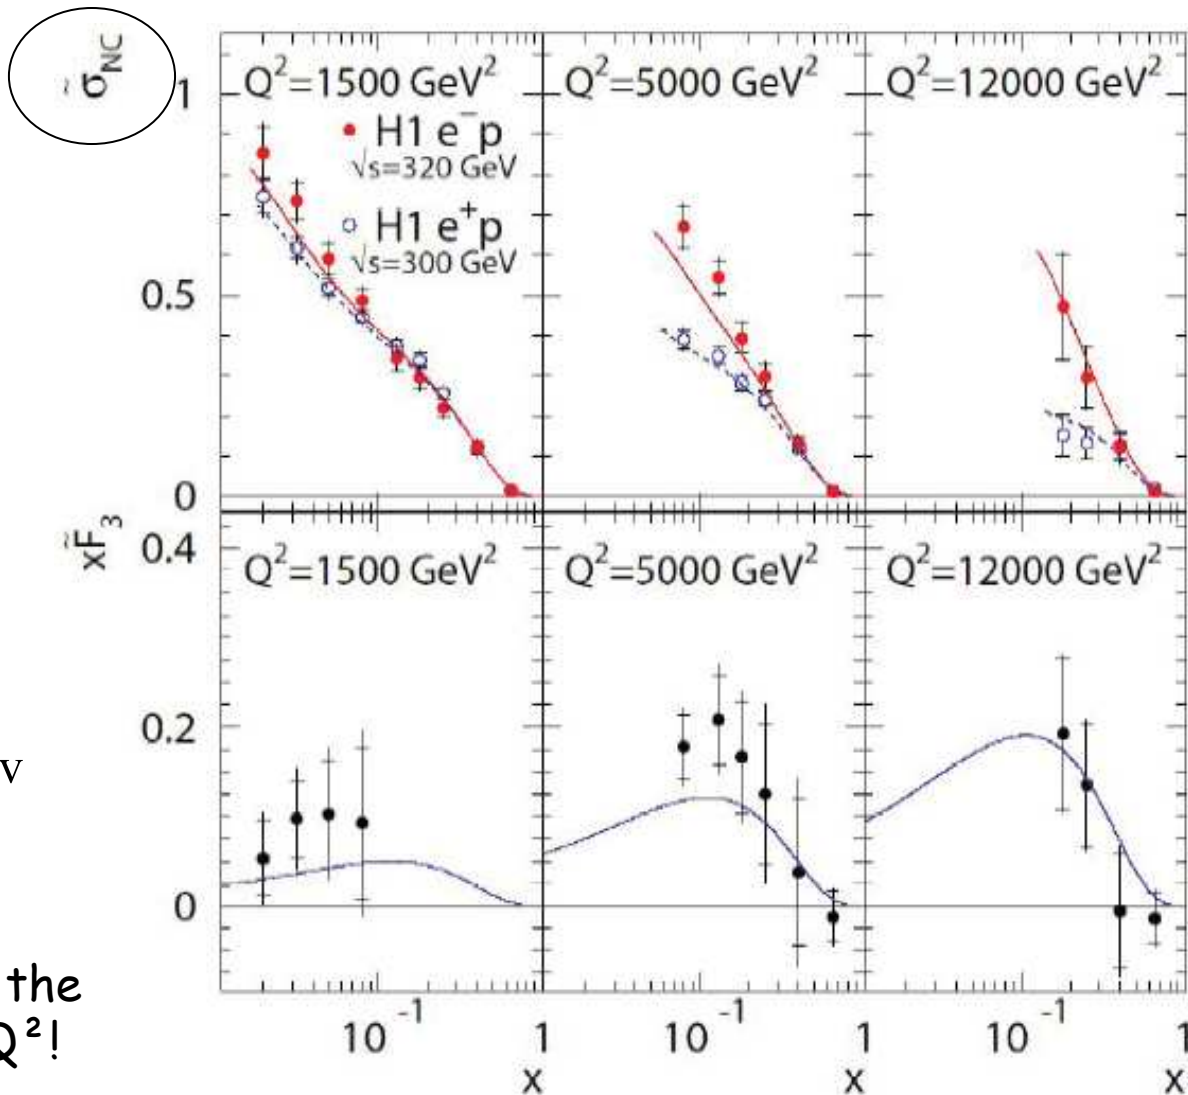 σ̃NC
1
Q²=1500 GeV²
Q²=5000 GeV²
Q²=12000 GeV²
H1 e⁻p
√s=320 GeV
H1 e⁺p
√s=300 GeV
0.5
0
xF̃₃
0.4
Q²=1500 GeV²
Q²=5000 GeV²
Q²=12000 GeV²
0.2
v
0
the
Q²!
10⁻¹
1
10⁻¹
1
10⁻¹
1
x
x
x